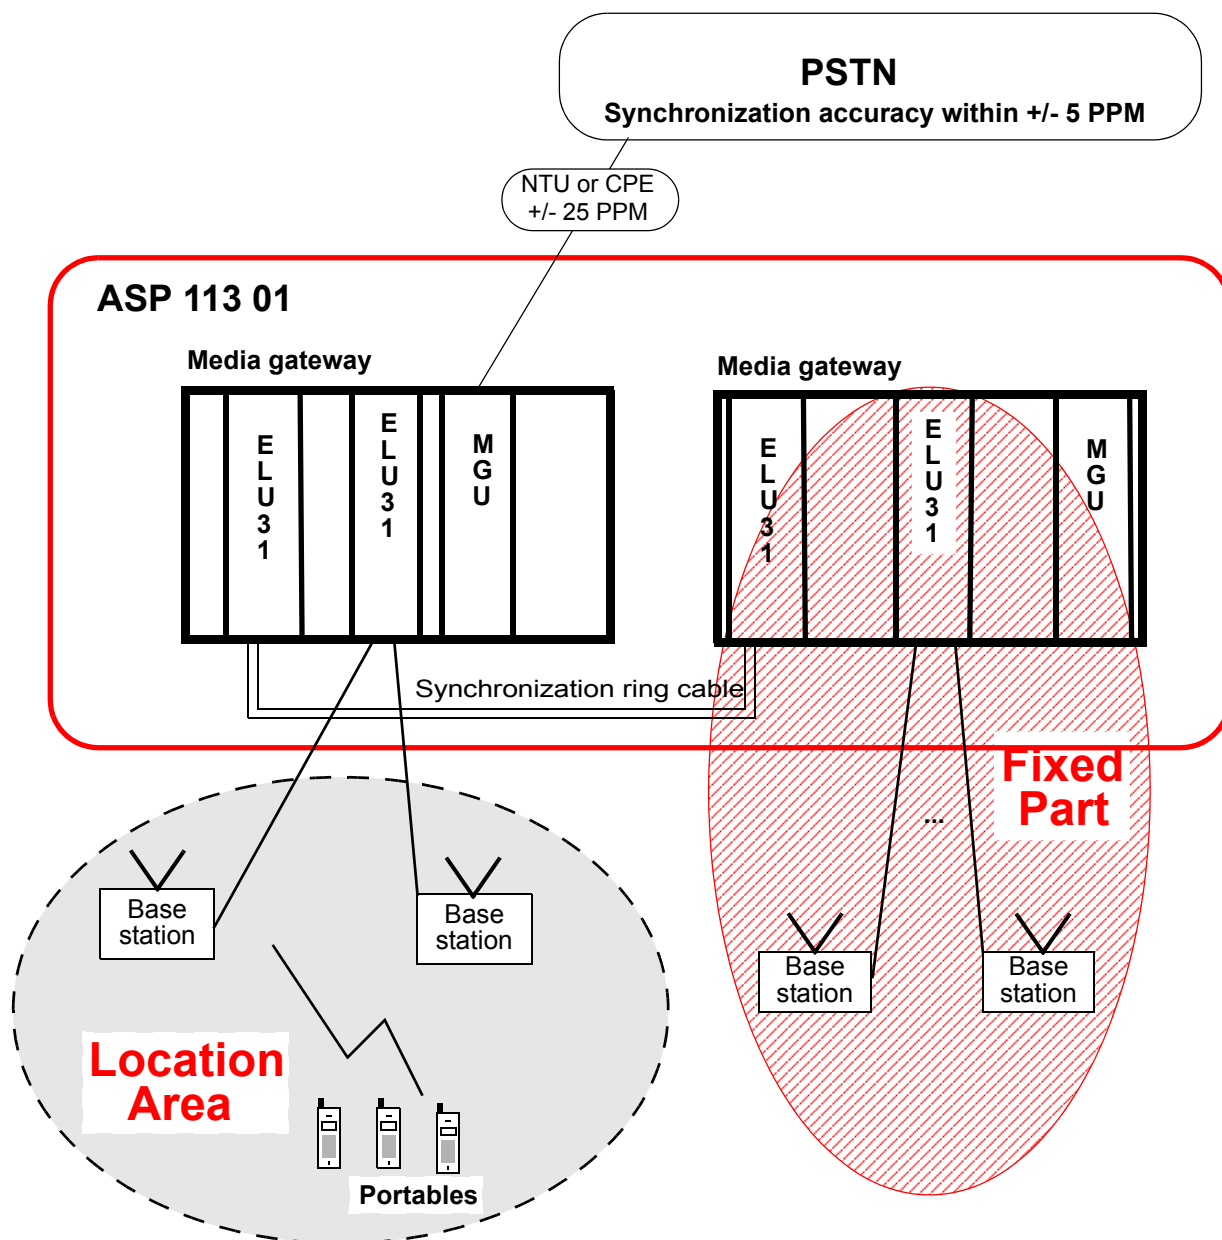 PSTN
Synchronization accuracy within +/- 5 PPM
NTU or CPE
+/- 25 PPM
ASP 113 01
Media gateway
Media gateway
ELU31
ELU31
MGU
ELU31
ELU31
MGU
Synchronization ring cable
Fixed
Part
...
Base
station
Base
station
Base
station
Base
station
Location
Area
Portables